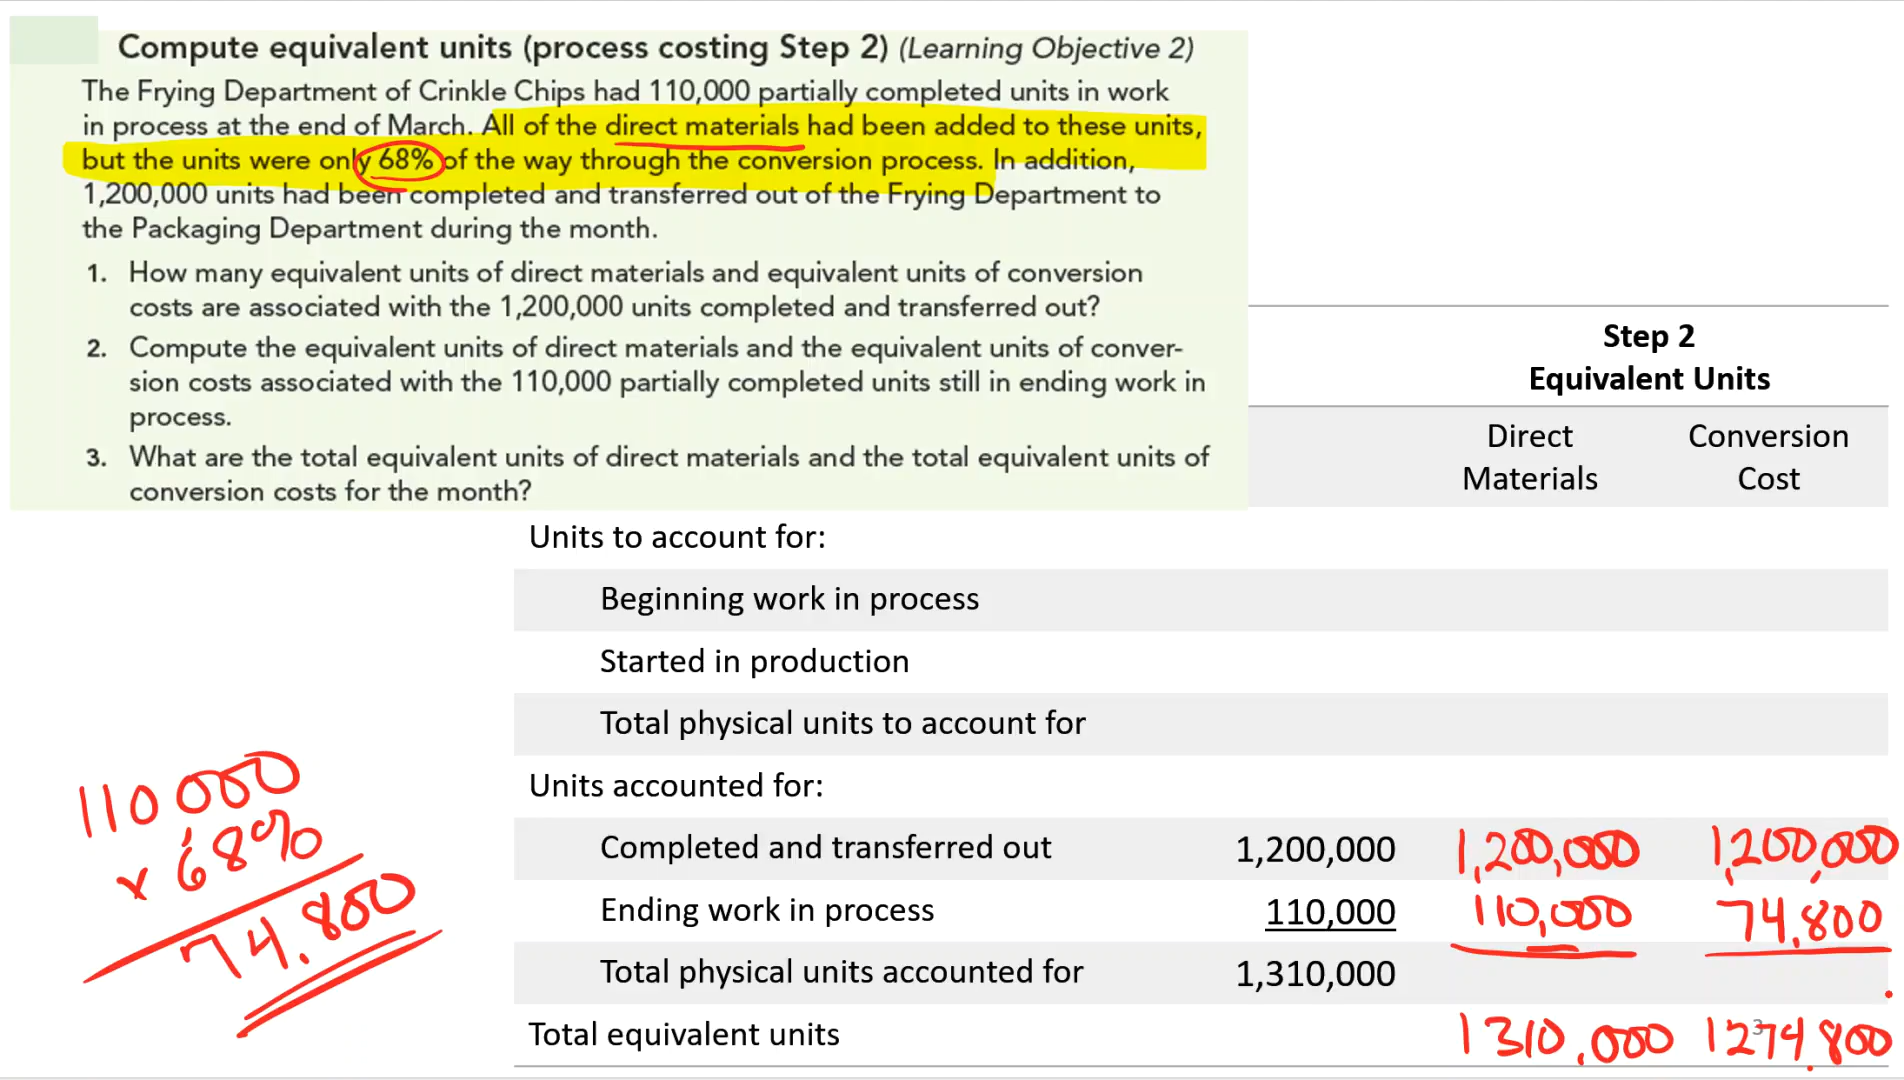 Compute equivalent units (process costing Step 2) (Learning Objective 2)
The Frying Department of Crinkle Chips had 110,000 partially completed units in work
in process at the end of March. All of the direct materials had been added to these units,
but the units were only 68% of the way through the conversion process. In addition,
1,200,000 units had been completed and transferred out of the Frying Department to
the Packaging Department during the month.
1. How many equivalent units of direct materials and equivalent units of conversion
costs are associated with the 1,200,000 units completed and transferred out?
2. Compute the equivalent units of direct materials and the equivalent units of conver-
sion costs associated with the 110,000 partially completed units still in ending work in
process.
3. What are the total equivalent units of direct materials and the total equivalent units of
conversion costs for the month?
Step 2
Equivalent Units
Direct Conversion
Materials Cost
Units to account for:
Beginning work in process
Started in production
Total physical units to account for
Units accounted for:
Completed and transferred out 1,200,000 1,200,000 1,200,000
Ending work in process 110,000 110,000 74,800
Total physical units accounted for 1,310,000
Total equivalent units 1310,000 1274,800
3
110000
x 68%
74.800